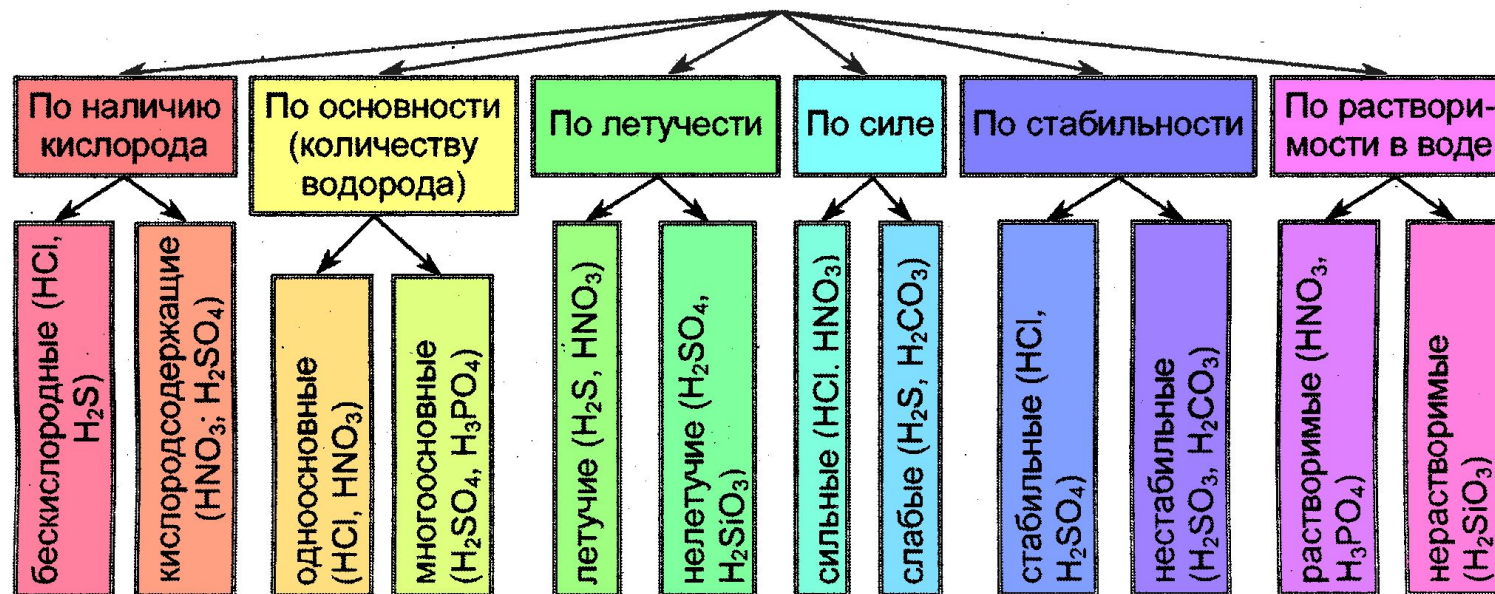 По наличию
кислорода
По основности
(количеству
водорода)
По летучести
По силе
По стабильности
По раствори-
мости в воде
бескислородные (HCl,
H₂S)
кислородсодержащие
(HNO₃; H₂SO₄)
одноосновные
(HCl, HNO₃)
многоосновные
(H₂SO₄, H₃PO₄)
летучие (H₂S, HNO₃)
нелетучие (H₂SO₄,
H₂SiO₃)
сильные (HCl. HNO₃)
слабые (H₂S, H₂CO₃)
стабильные (HCl,
H₂SO₄)
нестабильные
(H₂SO₃, H₂CO₃)
растворимые (HNO₃,
H₃PO₄)
нерастворимые
(H₂SiO₃)